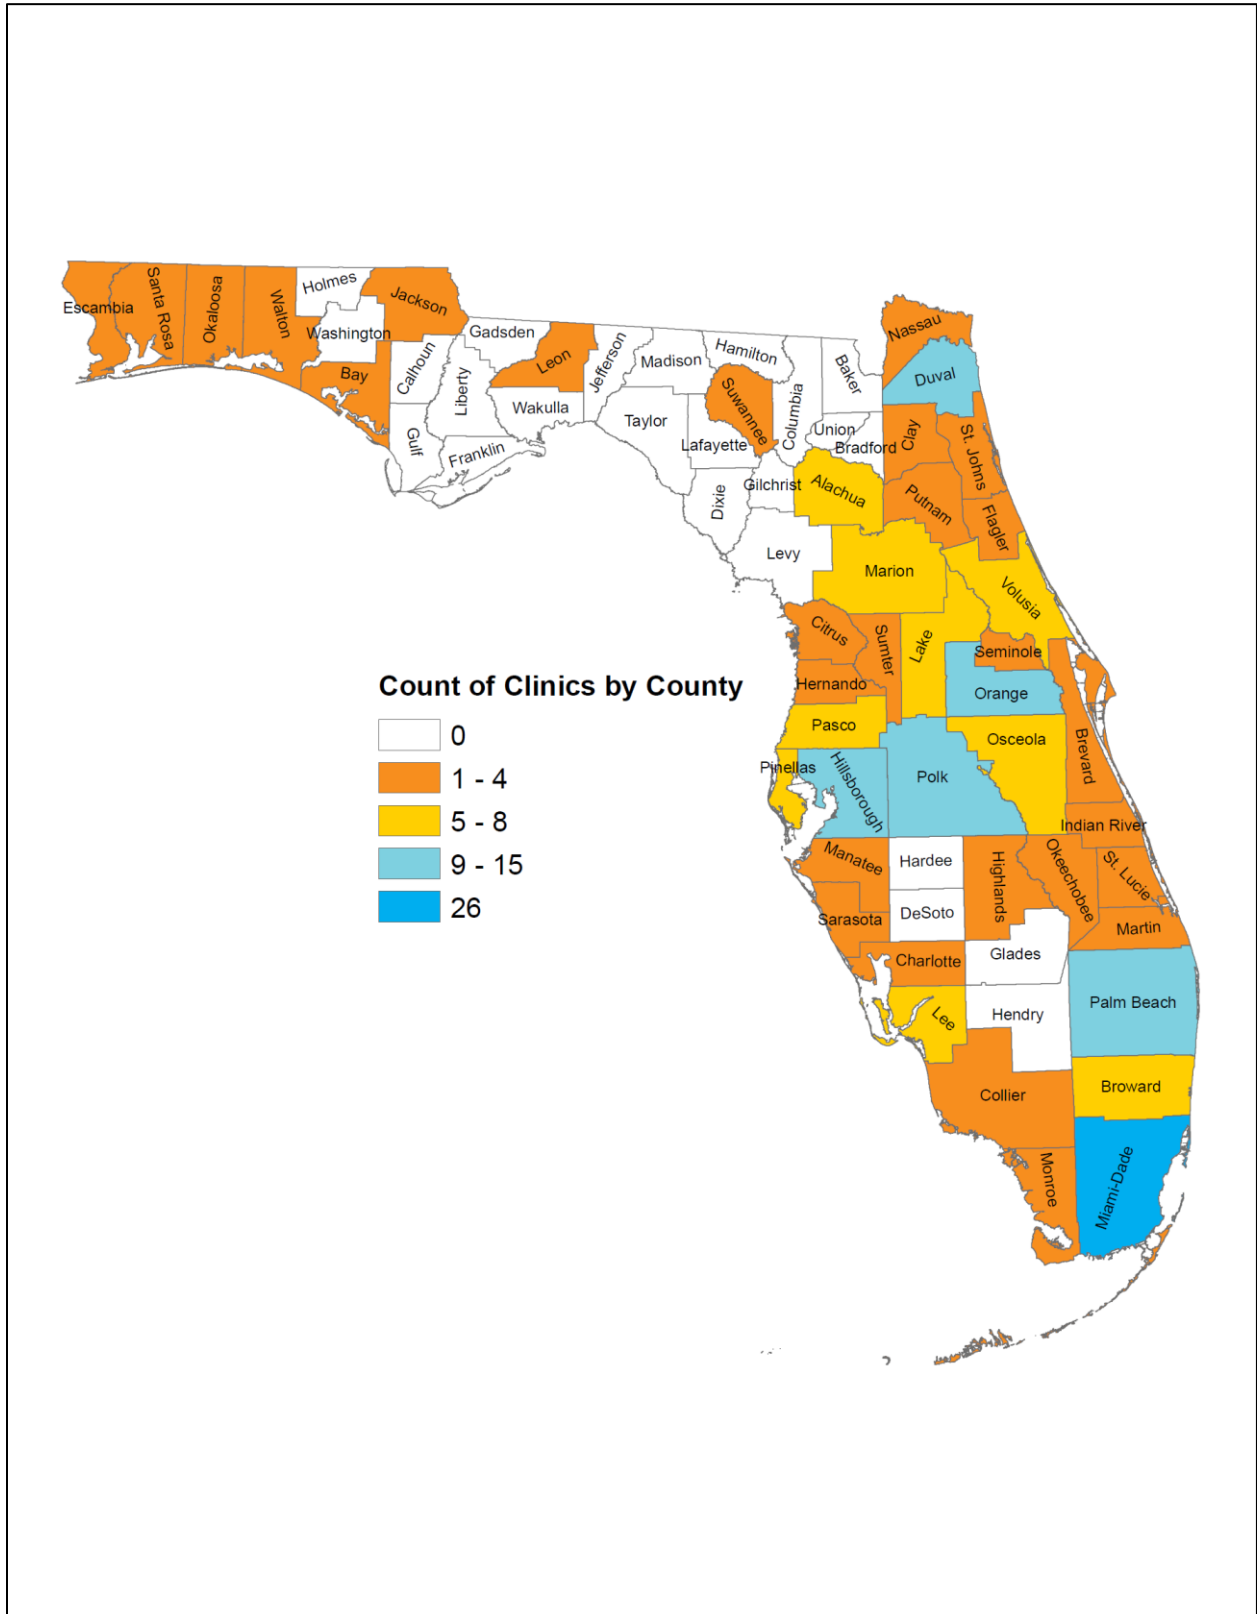 Holmes
Jackson
Escambia
Santa Rosa
Okaloosa
Walton
Washington
Gadsden
Leon
Jefferson
Madison
Hamilton
Baker
Nassau
Duval
Bay
Calhoun
Liberty
Wakulla
Taylor
Suwannee
Columbia
Union
Bradford
Clay
St. Johns
Gulf
Franklin
Lafayette
Dixie
Gilchrist
Alachua
Putnam
Flagler
Levy
Marion
Volusia
Citrus
Sumter
Lake
Seminole
Hernando
Orange
Count of Clinics by County
0
1 - 4
5 - 8
9 - 15
26
Pasco
Osceola
Brevard
Pinellas
Hillsborough
Polk
Indian River
Manatee
Hardee
Highlands
Okeechobee
St. Lucie
Sarasota
DeSoto
Martin
Charlotte
Glades
Palm Beach
Lee
Hendry
Collier
Broward
Monroe
Miami-Dade